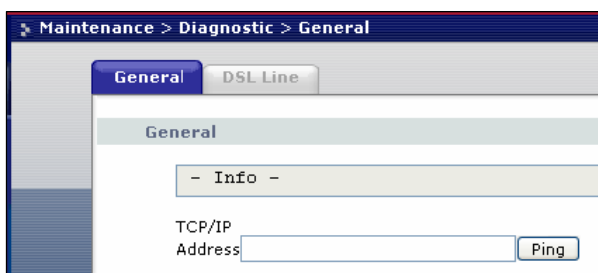 Maintenance > Diagnostic > General
General DSL Line
General
- Info -
TCP/IP
Address Ping